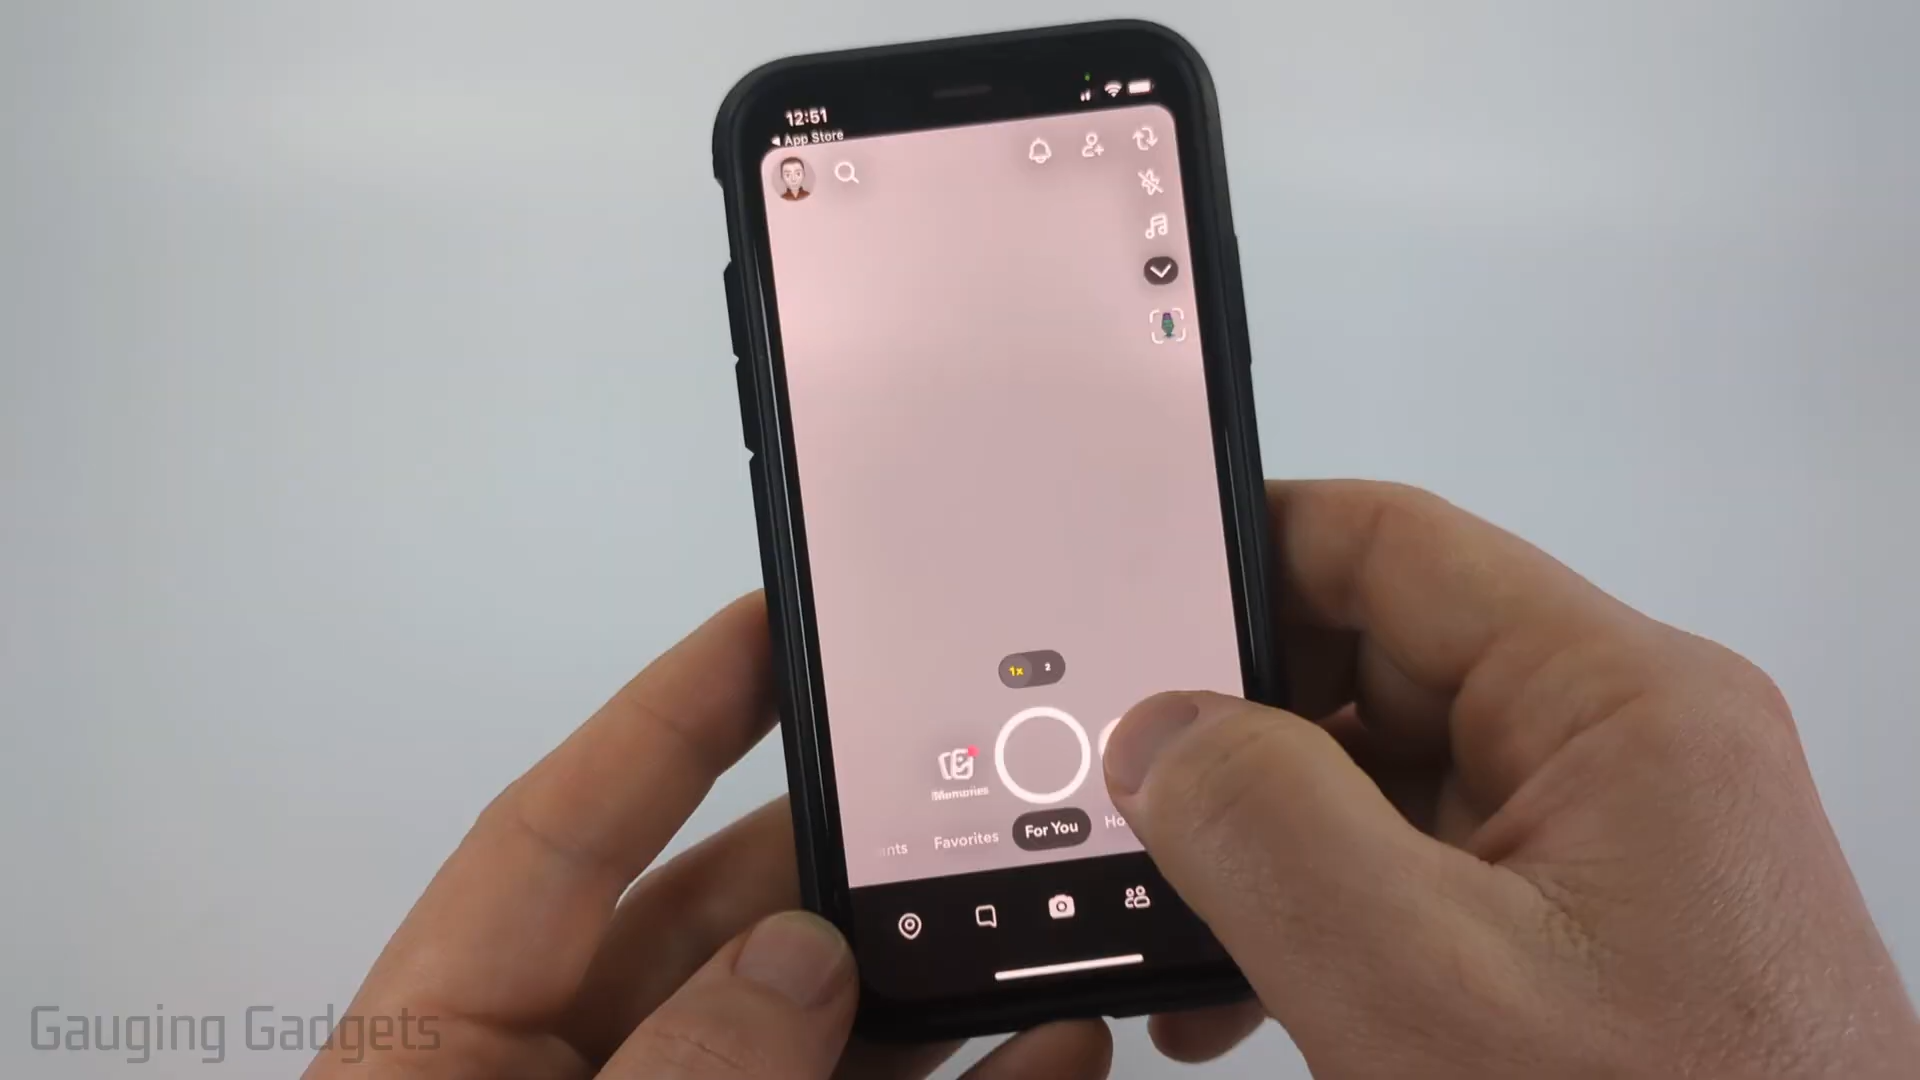 12:51
App Store
1x 2
Memories
Favorites
For You
Gauging Gadgets